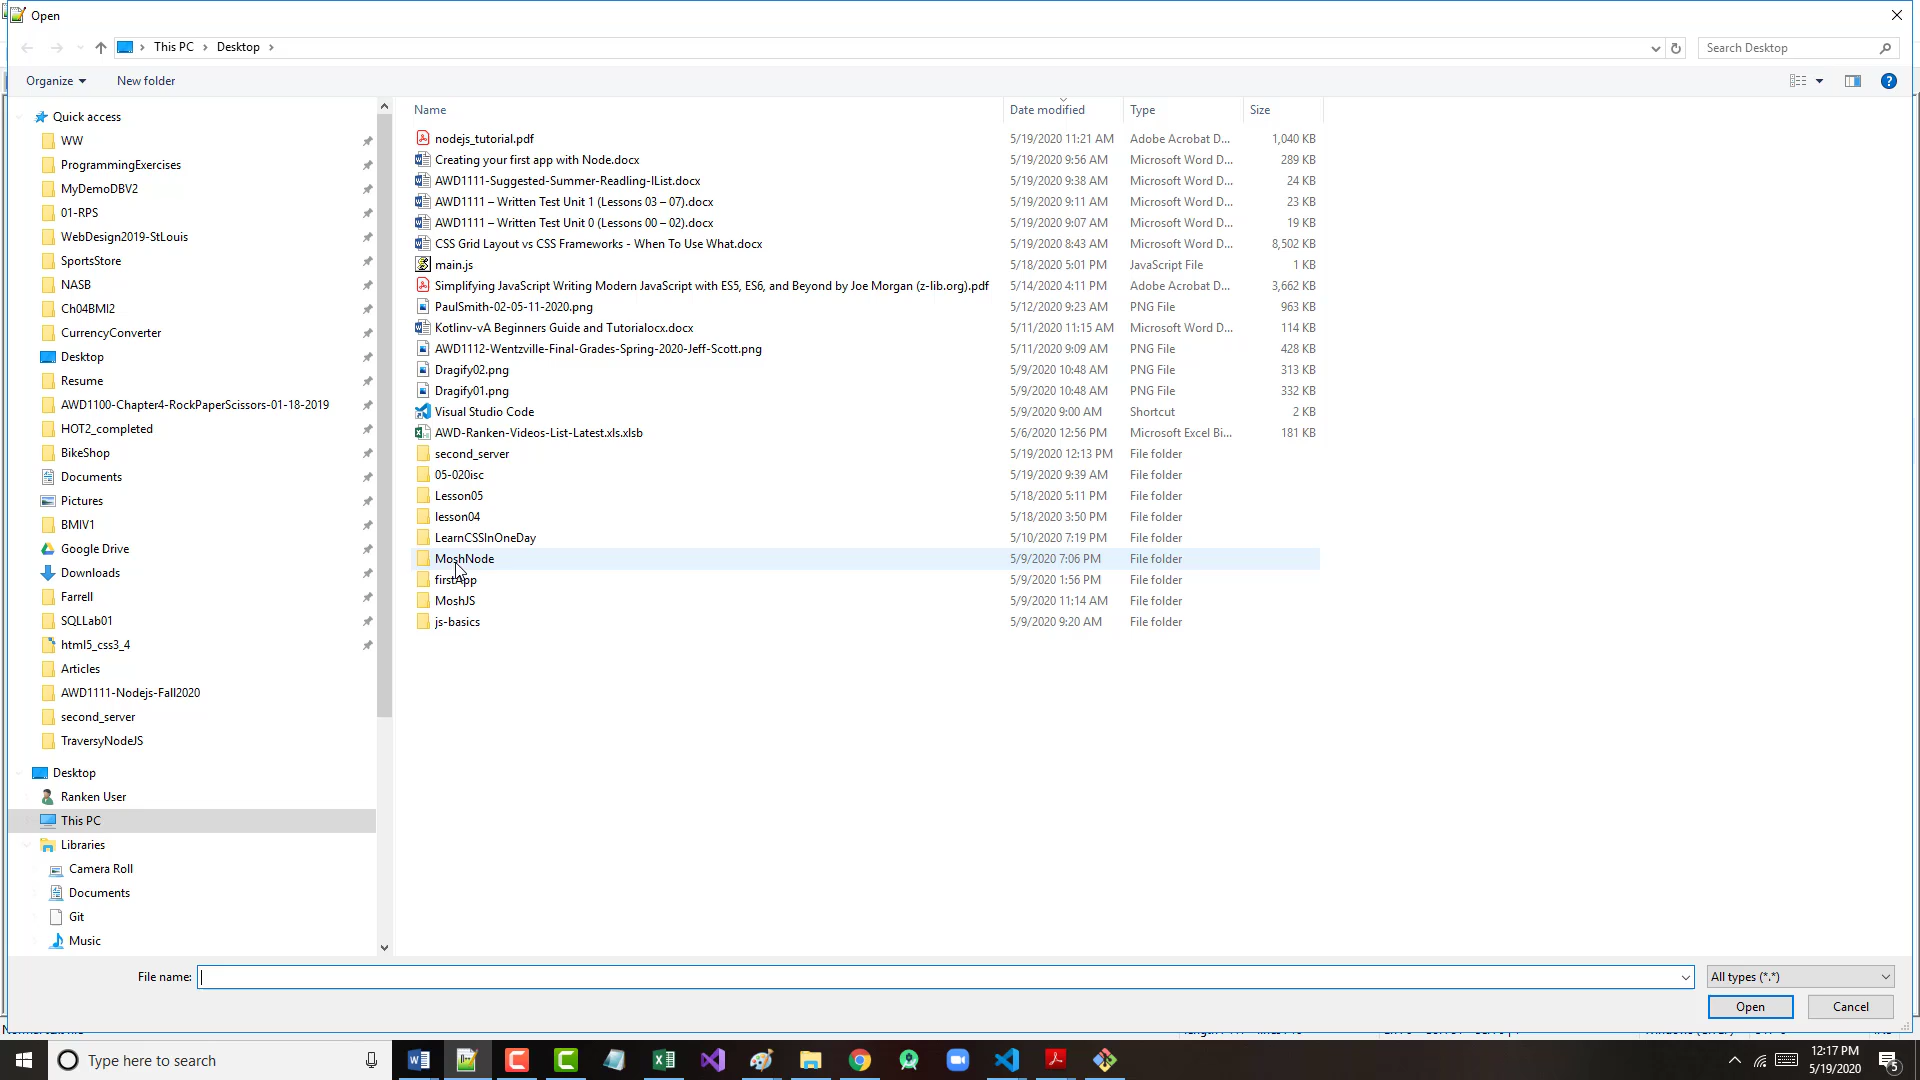 Open
This PC
Desktop
Search Desktop
Organize
New folder
Quick access
WW
ProgrammingExercises
MyDemoDBV2
01-RPS
WebDesign2019-StLouis
SportsStore
NASB
Ch04BMI2
CurrencyConverter
Desktop
Resume
AWD1100-Chapter4-RockPaperScissors-01-18-2019
HOT2_completed
BikeShop
Documents
Pictures
BMIV1
Google Drive
Downloads
Farrell
SQLLab01
html5_css3_4
Articles
AWD1111-Nodejs-Fall2020
second_server
TraversyNodeJS
Desktop
Ranken User
This PC
Libraries
Camera Roll
Documents
Git
Music
Name Date modified Type Size
nodejs_tutorial.pdf 5/19/2020 11:21 AM Adobe Acrobat D... 1,040 KB
Creating your first app with Node.docx 5/19/2020 9:56 AM Microsoft Word D... 289 KB
AWD1111-Suggested-Summer-Readling-lList.docx 5/19/2020 9:38 AM Microsoft Word D... 24 KB
AWD1111 – Written Test Unit 1 (Lessons 03 – 07).docx 5/19/2020 9:11 AM Microsoft Word D... 23 KB
AWD1111 – Written Test Unit 0 (Lessons 00 – 02).docx 5/19/2020 9:07 AM Microsoft Word D... 19 KB
CSS Grid Layout vs CSS Frameworks - When To Use What.docx 5/19/2020 8:43 AM Microsoft Word D... 8,502 KB
main.js 5/18/2020 5:01 PM JavaScript File 1 KB
Simplifying JavaScript Writing Modern JavaScript with ES5, ES6, and Beyond by Joe Morgan (z-lib.org).pdf 5/14/2020 4:11 PM Adobe Acrobat D... 3,662 KB
PaulSmith-02-05-11-2020.png 5/12/2020 9:23 AM PNG File 963 KB
Kotlinv-vA Beginners Guide and Tutorialocx.docx 5/11/2020 11:15 AM Microsoft Word D... 114 KB
AWD1112-Wentzville-Final-Grades-Spring-2020-Jeff-Scott.png 5/11/2020 9:09 AM PNG File 428 KB
Dragify02.png 5/9/2020 10:48 AM PNG File 313 KB
Dragify01.png 5/9/2020 10:48 AM PNG File 332 KB
Visual Studio Code 5/9/2020 9:00 AM Shortcut 2 KB
AWD-Ranken-Videos-List-Latest.xls.xlsb 5/6/2020 12:56 PM Microsoft Excel Bi... 181 KB
second_server 5/19/2020 12:13 PM File folder
05-020isc 5/19/2020 9:39 AM File folder
Lesson05 5/18/2020 5:11 PM File folder
lesson04 5/18/2020 3:50 PM File folder
LearnCSSInOneDay 5/10/2020 7:19 PM File folder
MoshNode 5/9/2020 7:06 PM File folder
firstApp 5/9/2020 1:56 PM File folder
MoshJS 5/9/2020 11:14 AM File folder
js-basics 5/9/2020 9:20 AM File folder
File name:
All types (*.*)
Open
Cancel
Type here to search
12:17 PM
5/19/2020
5